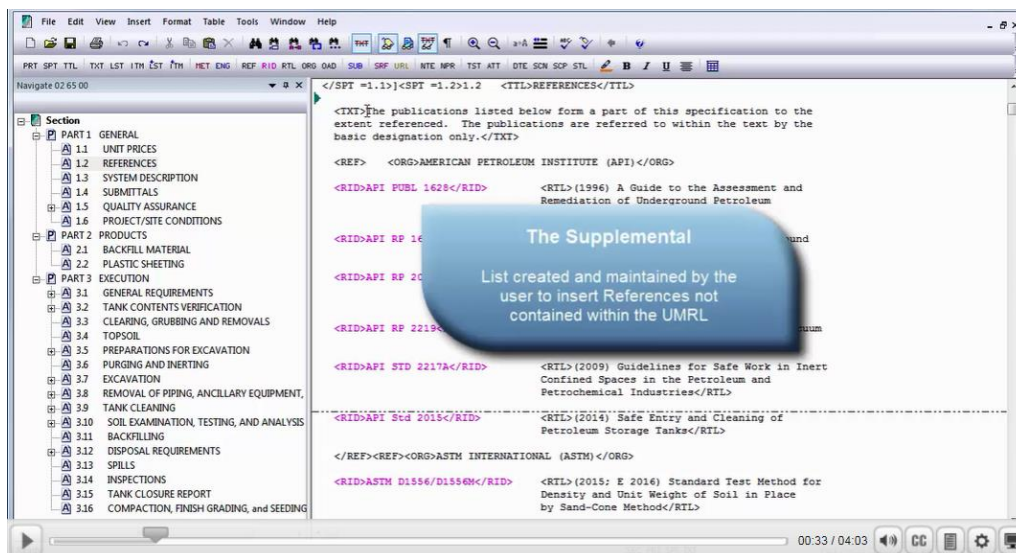 File Edit View Insert Format Table Tools Window Help
PRT SPT TTL TXT LST ITM LST ITM MET ENG REF RID RTL ORG OAD SUB SRF URL NTE NPR TST ATT DTE SCN SCP STL B I U
Navigate 02 65 00
Section
PART 1 GENERAL
1.1 UNIT PRICES
1.2 REFERENCES
1.3 SYSTEM DESCRIPTION
1.4 SUBMITTALS
1.5 QUALITY ASSURANCE
1.6 PROJECT/SITE CONDITIONS
PART 2 PRODUCTS
2.1 BACKFILL MATERIAL
2.2 PLASTIC SHEETING
PART 3 EXECUTION
3.1 GENERAL REQUIREMENTS
3.2 TANK CONTENTS VERIFICATION
3.3 CLEARING, GRUBBING AND REMOVALS
3.4 TOPSOIL
3.5 PREPARATIONS FOR EXCAVATION
3.6 PURGING AND INERTING
3.7 EXCAVATION
3.8 REMOVAL OF PIPING, ANCILLARY EQUIPMENT,
3.9 TANK CLEANING
3.10 SOIL EXAMINATION, TESTING, AND ANALYSIS
3.11 BACKFILLING
3.12 DISPOSAL REQUIREMENTS
3.13 SPILLS
3.14 INSPECTIONS
3.15 TANK CLOSURE REPORT
3.16 COMPACTION, FINISH GRADING, and SEEDING
</SPT =1.1>]<SPT =1.2>1.2 <TTL>REFERENCES</TTL>
<TXT>The publications listed below form a part of this specification to the
extent referenced. The publications are referred to within the text by the
basic designation only.</TXT>
<REF> <ORG>AMERICAN PETROLEUM INSTITUTE (API)</ORG>
<RID>API PUBL 1628</RID> <RTL>(1996) A Guide to the Assessment and
Remediation of Underground Petroleum
<RID>API RP 16
<RID>API RP 20
<RID>API RP 2219<
The Supplemental
List created and maintained by the
user to insert References not
contained within the UMRL
<RID>API STD 2217A</RID> <RTL>(2009) Guidelines for Safe Work in Inert
Confined Spaces in the Petroleum and
Petrochemical Industries</RTL>
<RID>API Std 2015</RID> <RTL>(2014) Safe Entry and Cleaning of
Petroleum Storage Tanks</RTL>
</REF><REF><ORG>ASTM INTERNATIONAL (ASTM)</ORG>
<RID>ASTM D1556/D1556M</RID> <RTL>(2015; E 2016) Standard Test Method for
Density and Unit Weight of Soil in Place
by Sand-Cone Method</RTL>
00:33 / 04:03 CC